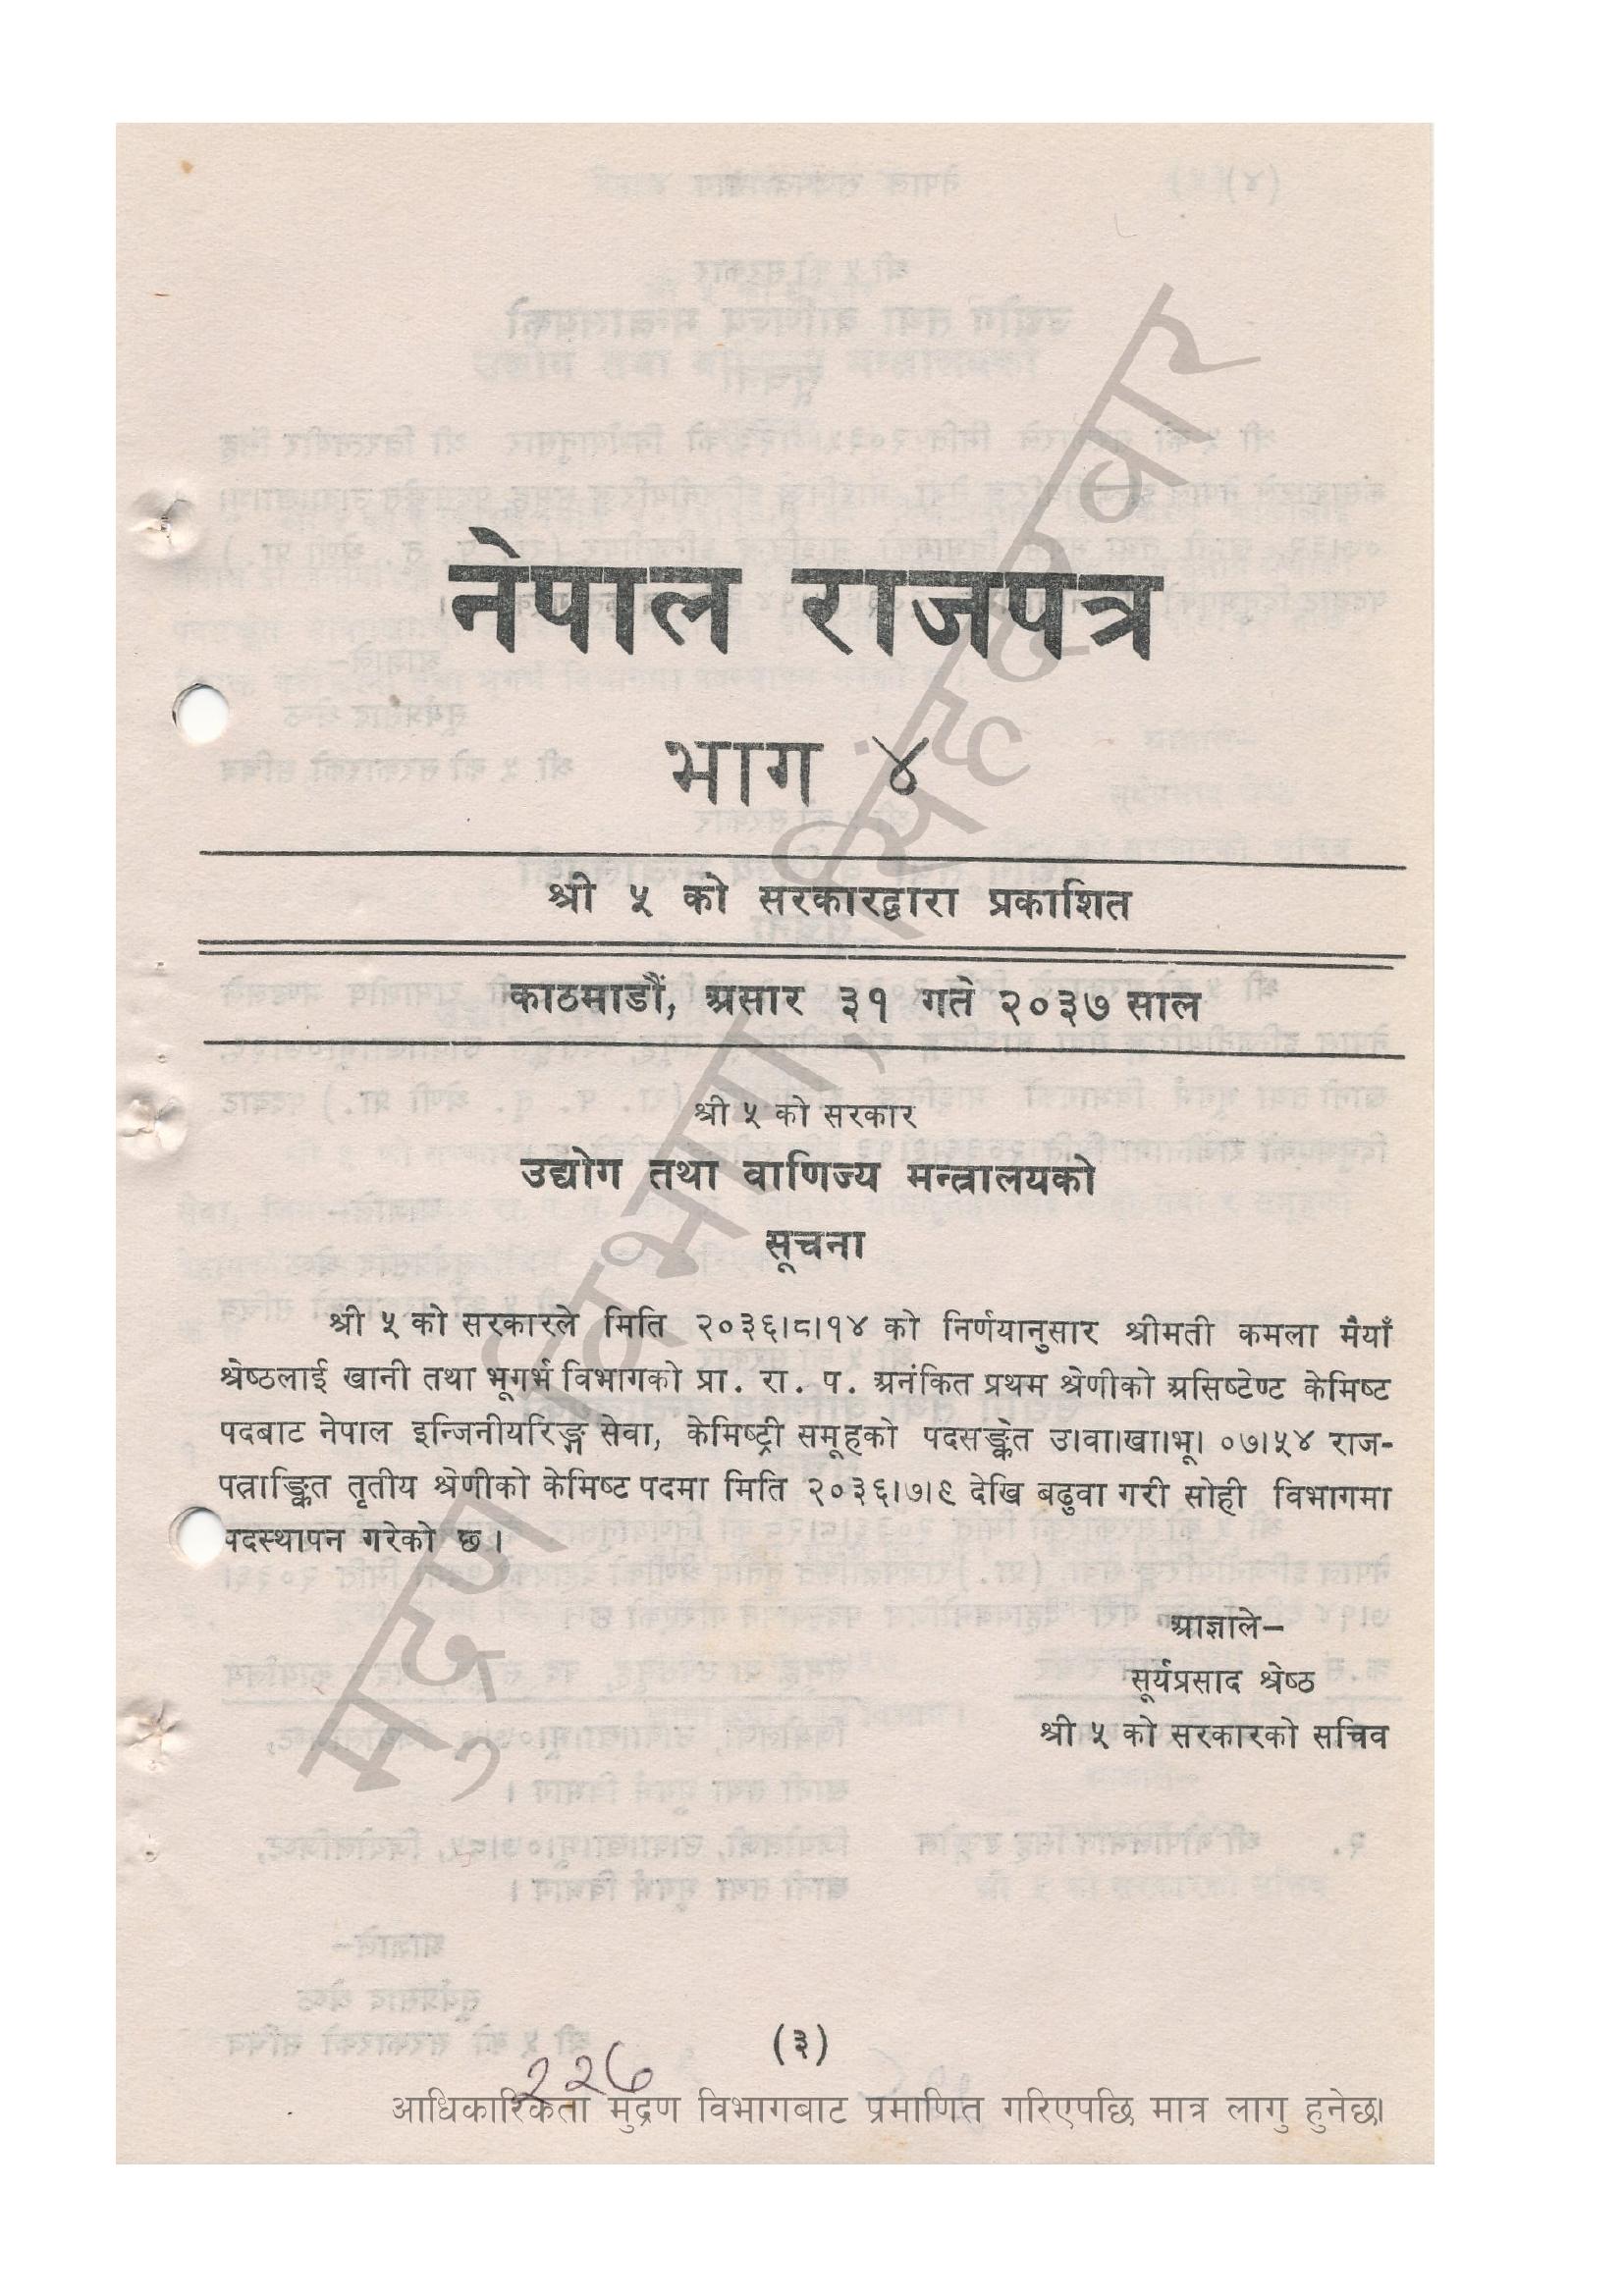 नेपाल राजपत्र
भाग ४
श्री ५ को सरकारद्वारा प्रकाशित
काठमाडौं, असार ३१ गते २०३७ साल
श्री ५ को सरकार
उद्योग तथा वाणिज्य मन्त्रालयको
सूचना
श्री ५ को सरकारले मिति २०३६।८।१४ को निर्णयानुसार श्रीमती कमला मैयाँ
श्रेष्ठलाई खानी तथा भूगर्भ विभागको प्रा. रा. प. अनंकित प्रथम श्रेणीको असिष्टेण्ट केमिष्ट
पदबाट नेपाल इन्जिनीयरिङ्ग सेवा, केमिष्ट्री समूहको पदसङ्केत उ।वा।खा।भू। ०७।५४ राज-
पत्राङ्कित तृतीय श्रेणीको केमिष्ट पदमा मिति २०३६।७।९ देखि बढुवा गरी सोही विभागमा
पदस्थापन गरेको छ ।
आज्ञाले–
सूर्यप्रसाद श्रेष्ठ
श्री ५ को सरकारको सचिव
(३)
२२७
आधिकारिकता मुद्रण विभागबाट प्रमाणित गरिएपछि मात्र लागु हुनेछ।
मुद्रण विभाग, सिंहदरबार